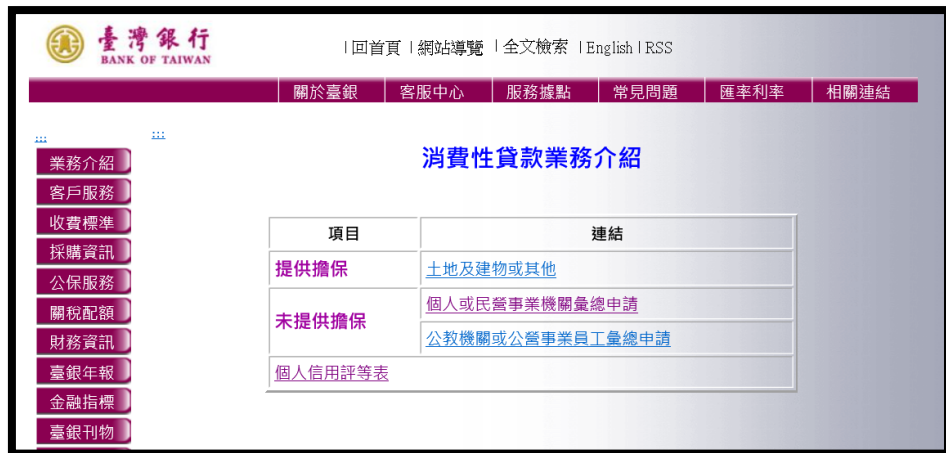 臺灣銀行
BANK OF TAIWAN
|回首頁 |網站導覽 |全文檢索 |English | RSS
關於臺銀 客服中心 服務據點 常見問題 匯率利率 相關連結
::: :::
消費性貸款業務介紹
業務介紹
客戶服務
收費標準
採購資訊
公保服務
關稅配額
財務資訊
臺銀年報
金融指標
臺銀刊物
項目 連結
提供擔保 土地及建物或其他
未提供擔保 個人或民營事業機關彙總申請
公教機關或公營事業員工彙總申請
個人信用評等表